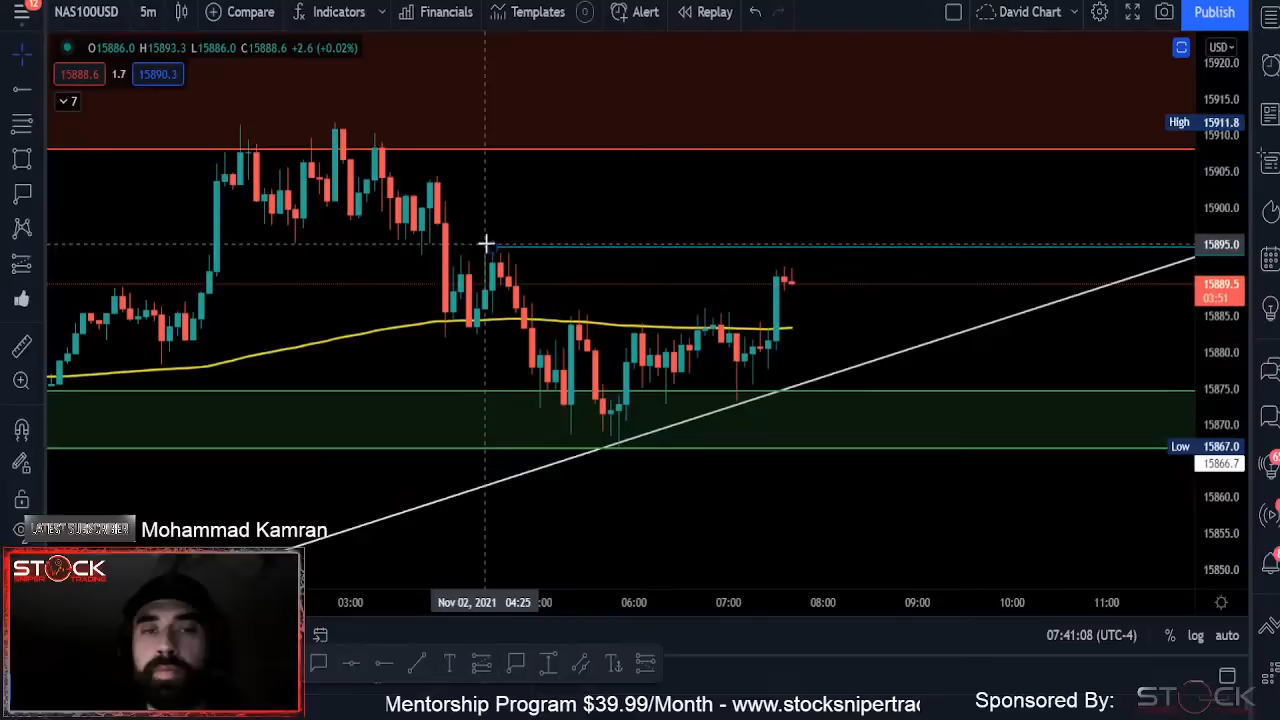 12
NAS100USD 5m Compare Indicators Financials Templates Alert Replay David Chart Publish
O15886.0 H15893.3 L15886.0 C15888.6 +2.6 (+0.02%)
USD
15888.6 1.7 15890.3
7
15920.0
15915.0
High 15911.8
15910.0
15905.0
15900.0
15895.0
15889.5
03:51
15885.0
15880.0
15875.0
15870.0
Low 15867.0
15866.7
15860.0
15855.0
15850.0
LATEST SUBSCRIBER Mohammad Kamran
STOCK
SNIPER TRADING
03:00 Nov 02, 2021 04:25 :00 06:00 07:00 08:00 09:00 10:00 11:00
07:41:08 (UTC-4) % log auto
Mentorship Program $39.99/Month - www.stocksnipertrac Sponsored By: STOCK